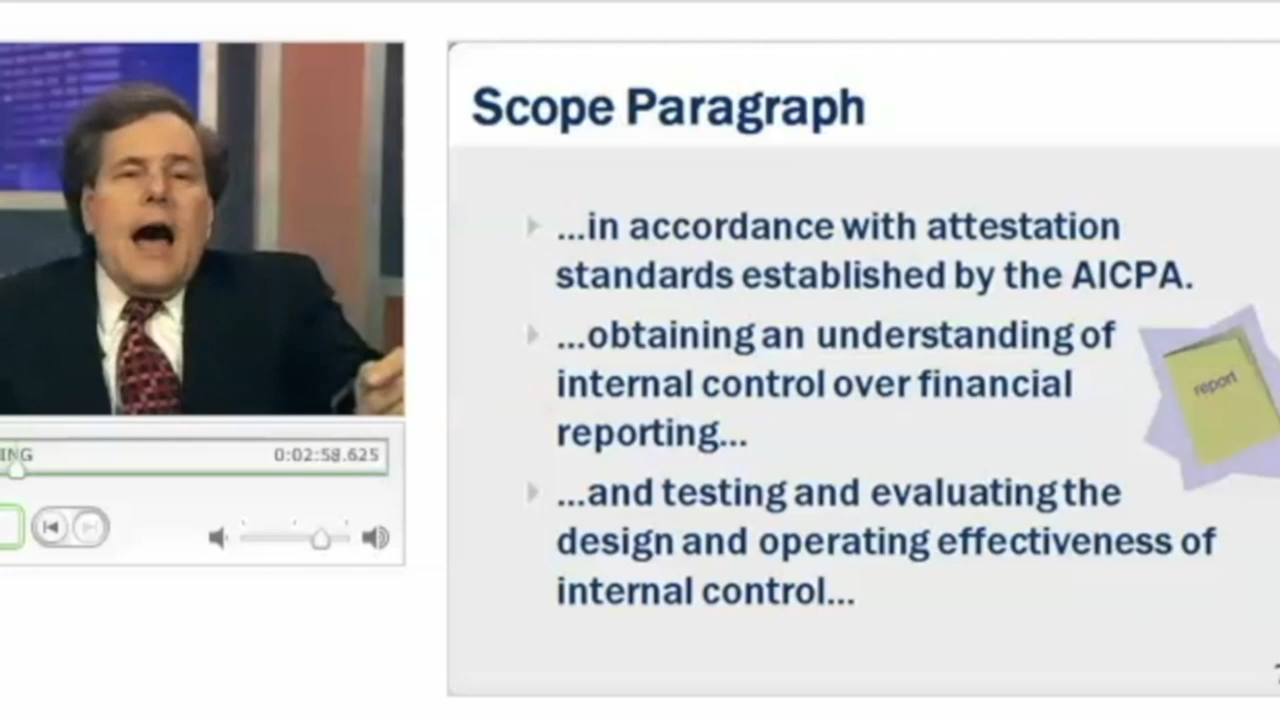 Scope Paragraph
...in accordance with attestation
standards established by the AICPA.
...obtaining an understanding of
internal control over financial
reporting...
report
...and testing and evaluating the
design and operating effectiveness of
internal control...
ING
0:02:58.625